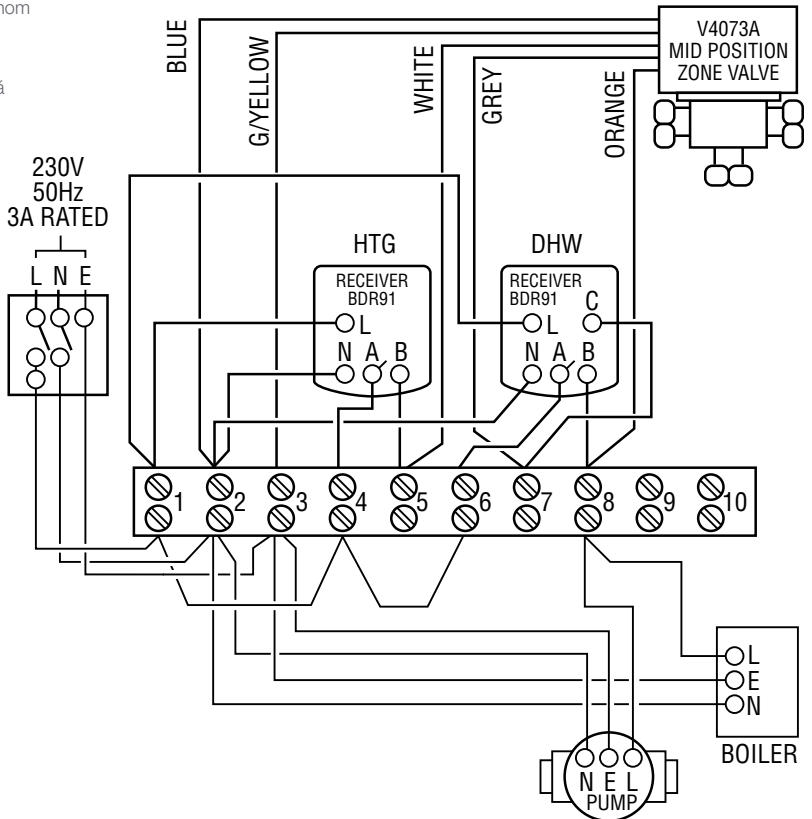 nom
á
BLUE
G/YELLOW
WHITE
GREY
ORANGE
V4073A
MID POSITION
ZONE VALVE
230V
50Hz
3A RATED
L N E
HTG
RECEIVER
BDR91
L
N A B
DHW
RECEIVER
BDR91
C
L
N A B
1 2 3 4 5 6 7 8 9 10
L
E
N
BOILER
N E L
PUMP